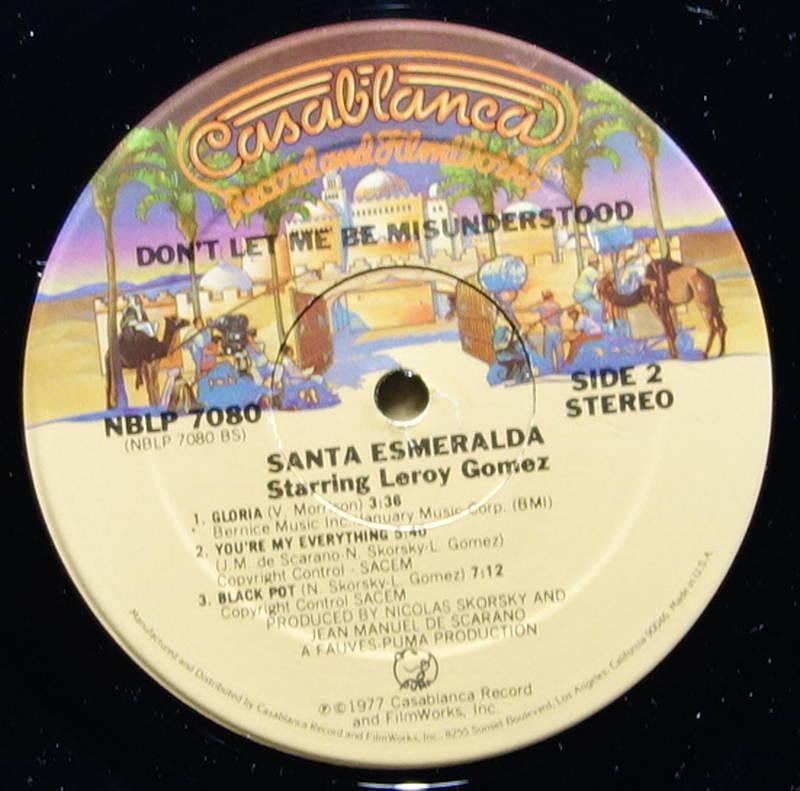 Casablanca
Record and FilmWorks
DON'T LET ME BE MISUNDERSTOOD
SIDE 2
STEREO
NBLP 7080
(NBLP 7080 BS)
SANTA ESMERALDA
Starring Leroy Gomez
1. GLORIA (V. Morrison) 3:36
Bernice Music Inc./January Music Corp. (BMI)
2. YOU'RE MY EVERYTHING 5:40
(J.M. de Scarano-N. Skorsky-L. Gomez)
Copyright Control - SACEM
3. BLACK POT (N. Skorsky-L. Gomez) 7:12
Copyright Control SACEM
PRODUCED BY NICOLAS SKORSKY AND
JEAN MANUEL DE SCARANO
A FAUVES-PUMA PRODUCTION
℗©1977 Casablanca Record
and FilmWorks, Inc.
Manufactured and Distributed by Casablanca Record and FilmWorks, Inc., 8255 Sunset Boulevard, Los Angeles, California 90046. Made in U.S.A.